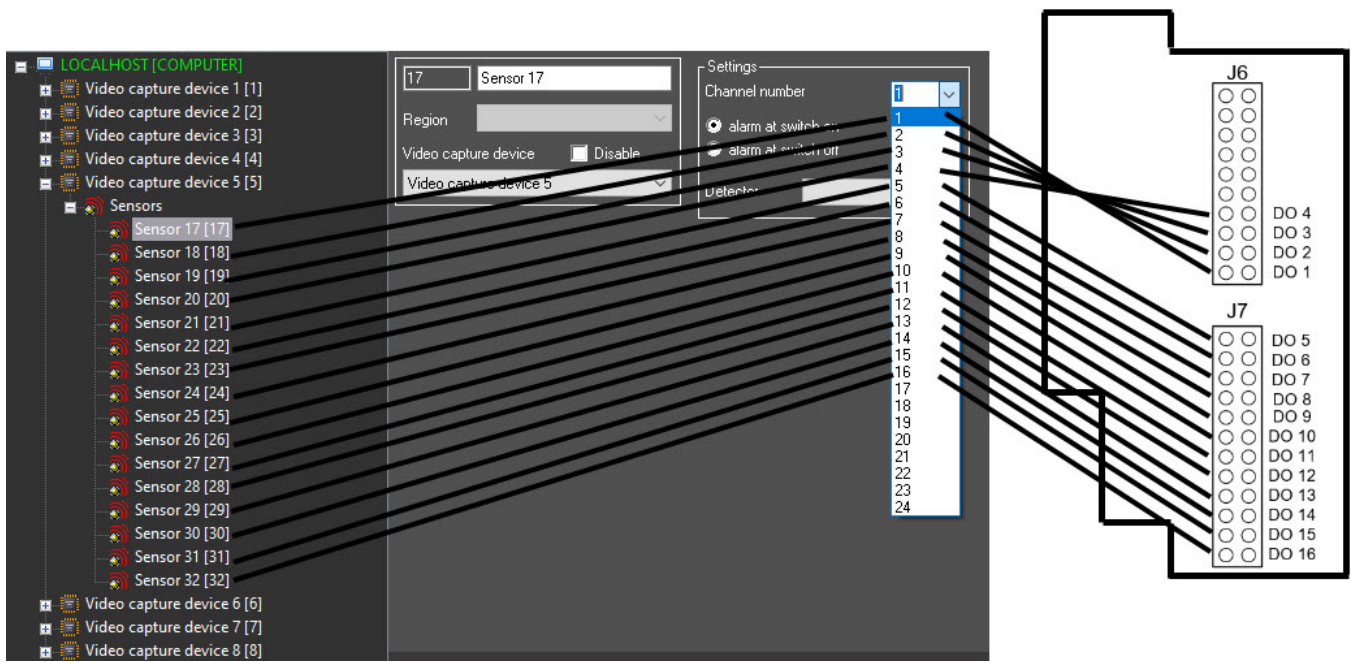 LOCALHOST [COMPUTER]
Video capture device 1 [1]
Video capture device 2 [2]
Video capture device 3 [3]
Video capture device 4 [4]
Video capture device 5 [5]
Sensors
Sensor 17 [17]
Sensor 18 [18]
Sensor 19 [19]
Sensor 20 [20]
Sensor 21 [21]
Sensor 22 [22]
Sensor 23 [23]
Sensor 24 [24]
Sensor 25 [25]
Sensor 26 [26]
Sensor 27 [27]
Sensor 28 [28]
Sensor 29 [29]
Sensor 30 [30]
Sensor 31 [31]
Sensor 32 [32]
Video capture device 6 [6]
Video capture device 7 [7]
Video capture device 8 [8]
17 Sensor 17
Region
Video capture device Disable
Video capture device 5
Settings
Channel number 1
alarm at switch on
alarm at switch off
Detector
1
2
3
4
5
6
7
8
9
10
11
12
13
14
15
16
17
18
19
20
21
22
23
24
J6
DO 4
DO 3
DO 2
DO 1
J7
DO 5
DO 6
DO 7
DO 8
DO 9
DO 10
DO 11
DO 12
DO 13
DO 14
DO 15
DO 16